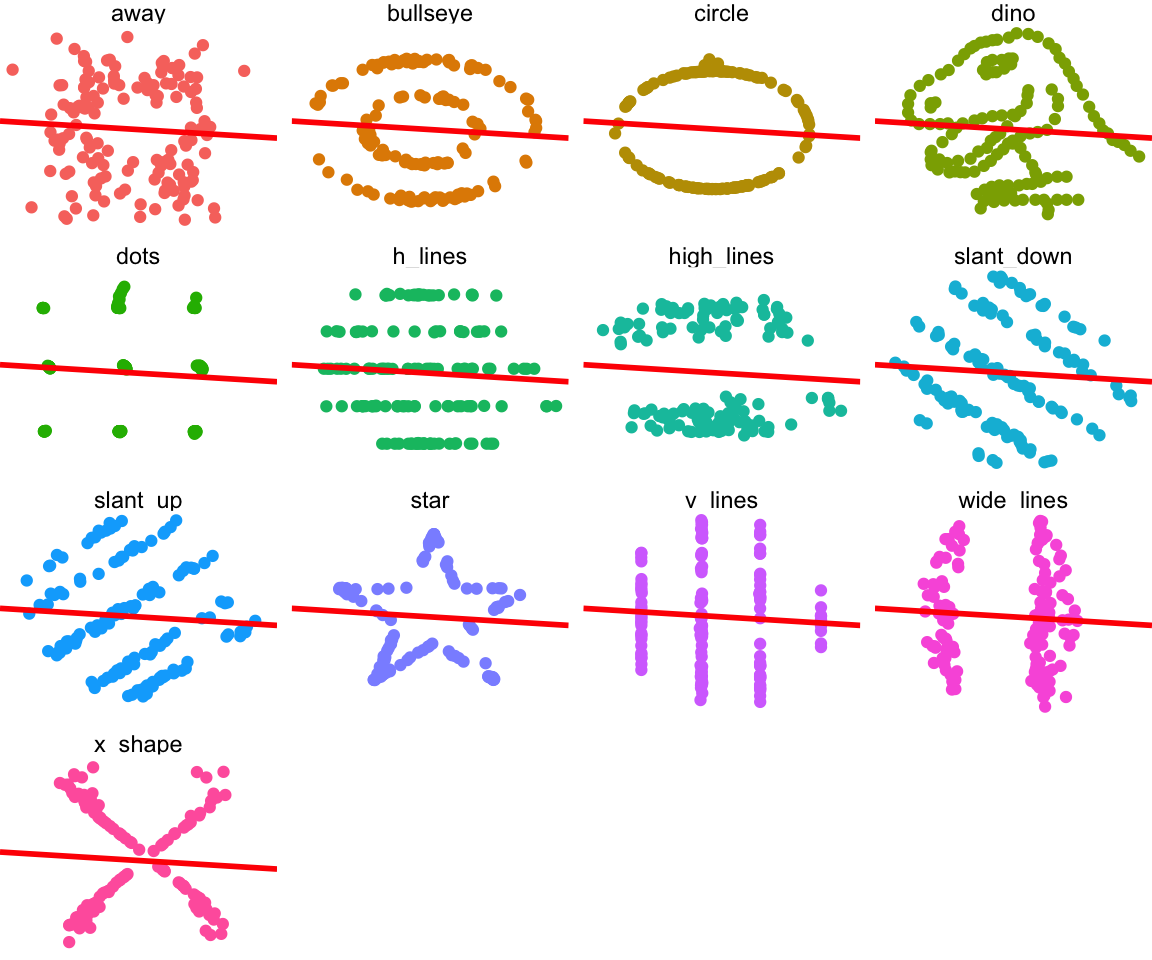 away
bullseye
circle
dino
dots
h_lines
high_lines
slant_down
slant_up
star
v_lines
wide_lines
x_shape